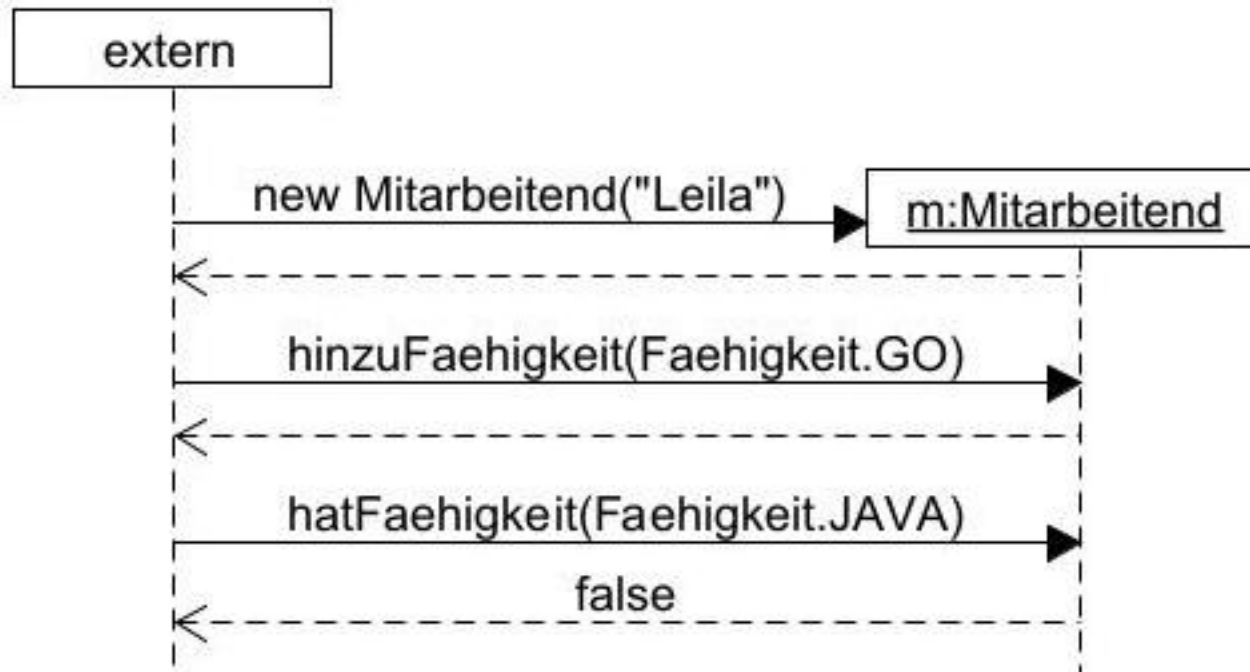 extern
new Mitarbeitend("Leila")
m:Mitarbeitend
hinzuFaehigkeit(Faehigkeit.GO)
hatFaehigkeit(Faehigkeit.JAVA)
false